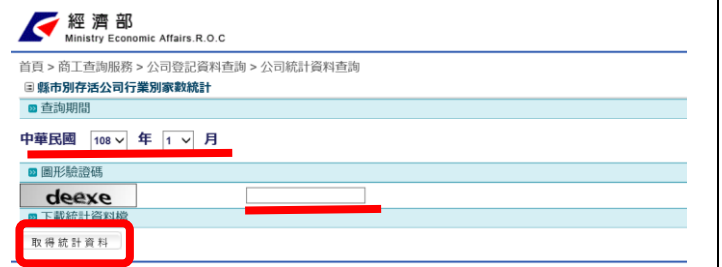 經濟部
Ministry Economic Affairs.R.O.C
首頁 > 商工查詢服務 > 公司登記資料查詢 > 公司統計資料查詢
縣市別存活公司行業別家數統計
查詢期間
中華民國 108 年 1 月
圖形驗證碼
deexe
下載統計資料檔
取得統計資料